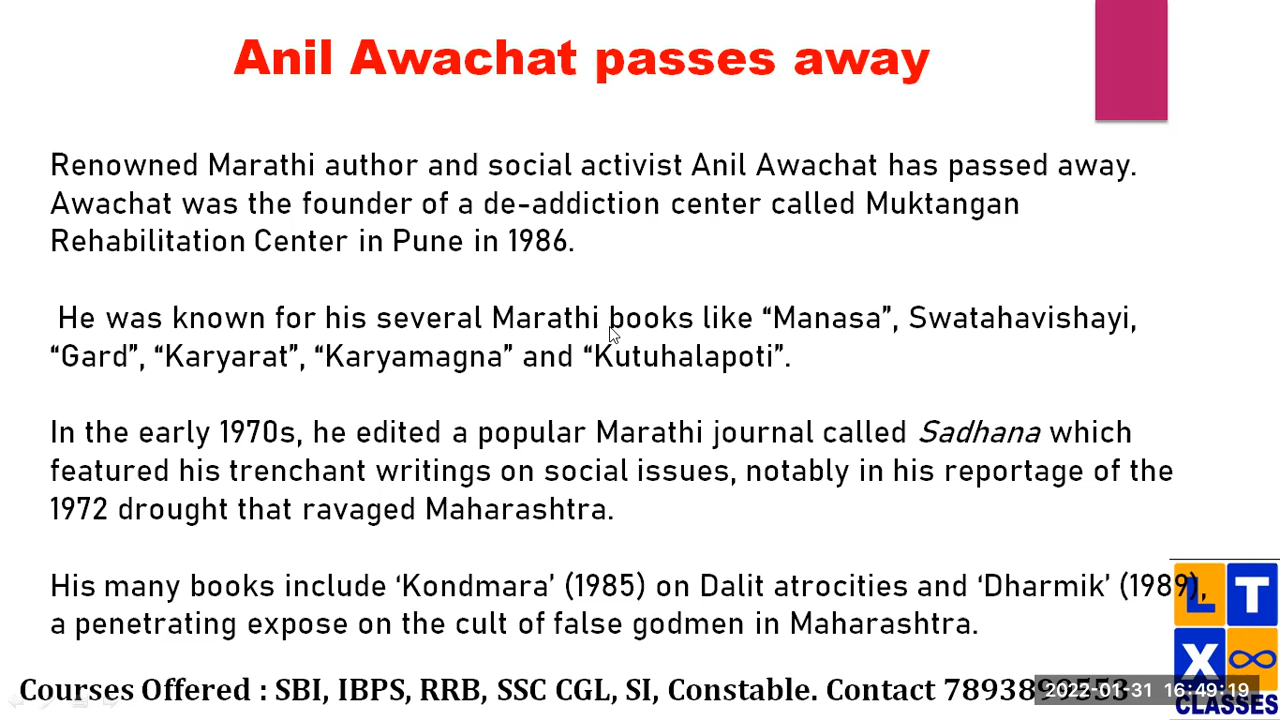 Anil Awachat passes away
Renowned Marathi author and social activist Anil Awachat has passed away.
Awachat was the founder of a de-addiction center called Muktangan
Rehabilitation Center in Pune in 1986.
He was known for his several Marathi books like “Manasa”, Swatahavishayi,
“Gard”, “Karyarat”, “Karyamagna” and “Kutuhalapoti”.
In the early 1970s, he edited a popular Marathi journal called Sadhana which
featured his trenchant writings on social issues, notably in his reportage of the
1972 drought that ravaged Maharashtra.
His many books include ‘Kondmara’ (1985) on Dalit atrocities and ‘Dharmik’ (1989),
a penetrating expose on the cult of false godmen in Maharashtra.
L T
X ∞
CLASSES
Courses Offered : SBI, IBPS, RRB, SSC CGL, SI, Constable. Contact
2022-01-31 16:49:19